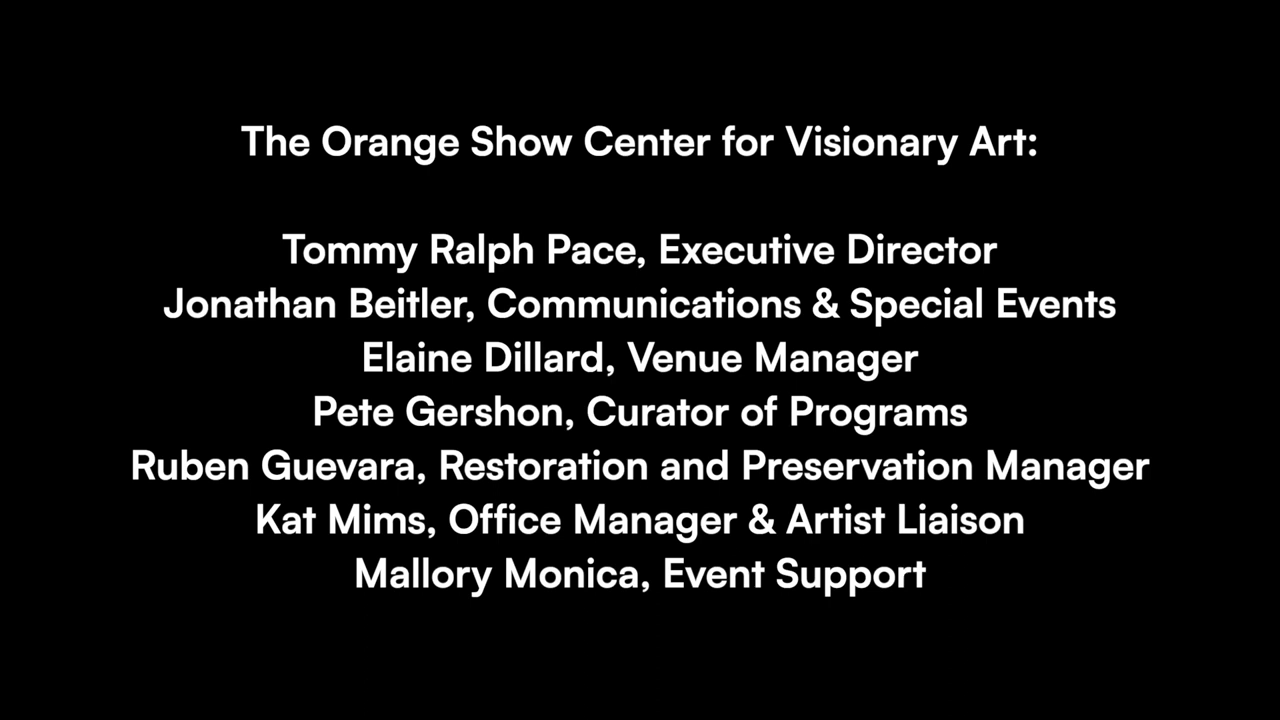 The Orange Show Center for Visionary Art:
Tommy Ralph Pace, Executive Director
Jonathan Beitler, Communications & Special Events
Elaine Dillard, Venue Manager
Pete Gershon, Curator of Programs
Ruben Guevara, Restoration and Preservation Manager
Kat Mims, Office Manager & Artist Liaison
Mallory Monica, Event Support